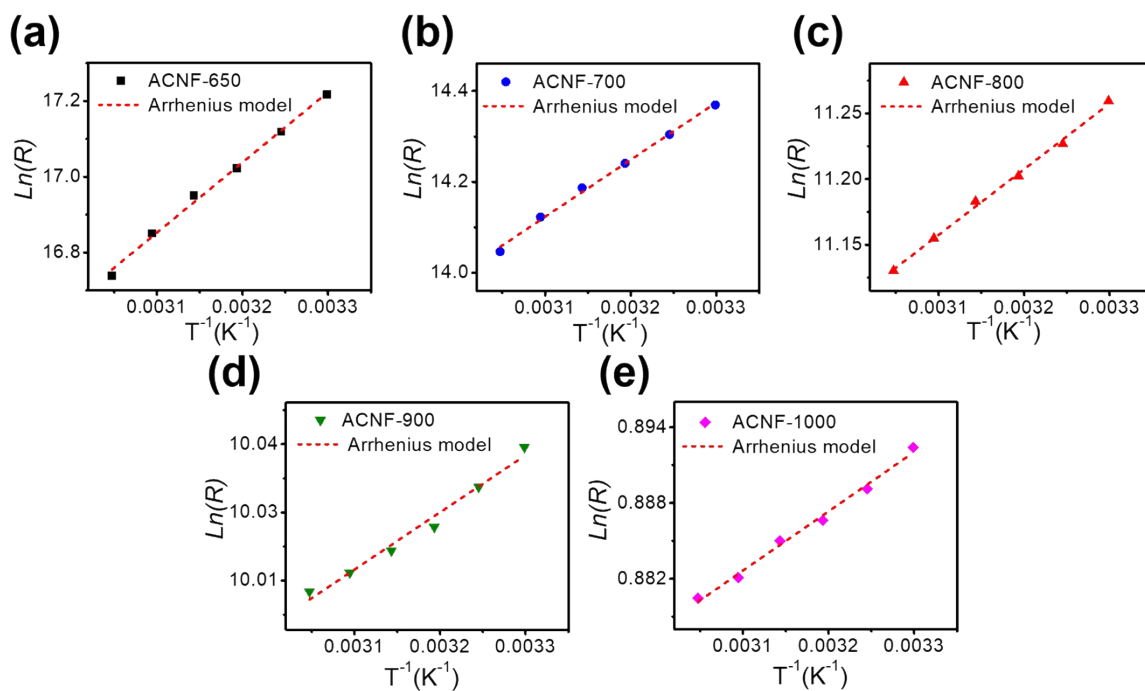 (a)
ACNF-650
Arrhenius model
17.2
17.0
16.8
Ln(R)
0.0031
0.0032
0.0033
T⁻¹(K⁻¹)
(b)
ACNF-700
Arrhenius model
14.4
14.2
14.0
Ln(R)
0.0031
0.0032
0.0033
T⁻¹(K⁻¹)
(c)
ACNF-800
Arrhenius model
11.25
11.20
11.15
Ln(R)
0.0031
0.0032
0.0033
T⁻¹(K⁻¹)
(d)
ACNF-900
Arrhenius model
10.04
10.03
10.01
Ln(R)
0.0031
0.0032
0.0033
T⁻¹(K⁻¹)
(e)
ACNF-1000
Arrhenius model
0.894
0.888
0.882
Ln(R)
0.0031
0.0032
0.0033
T⁻¹(K⁻¹)